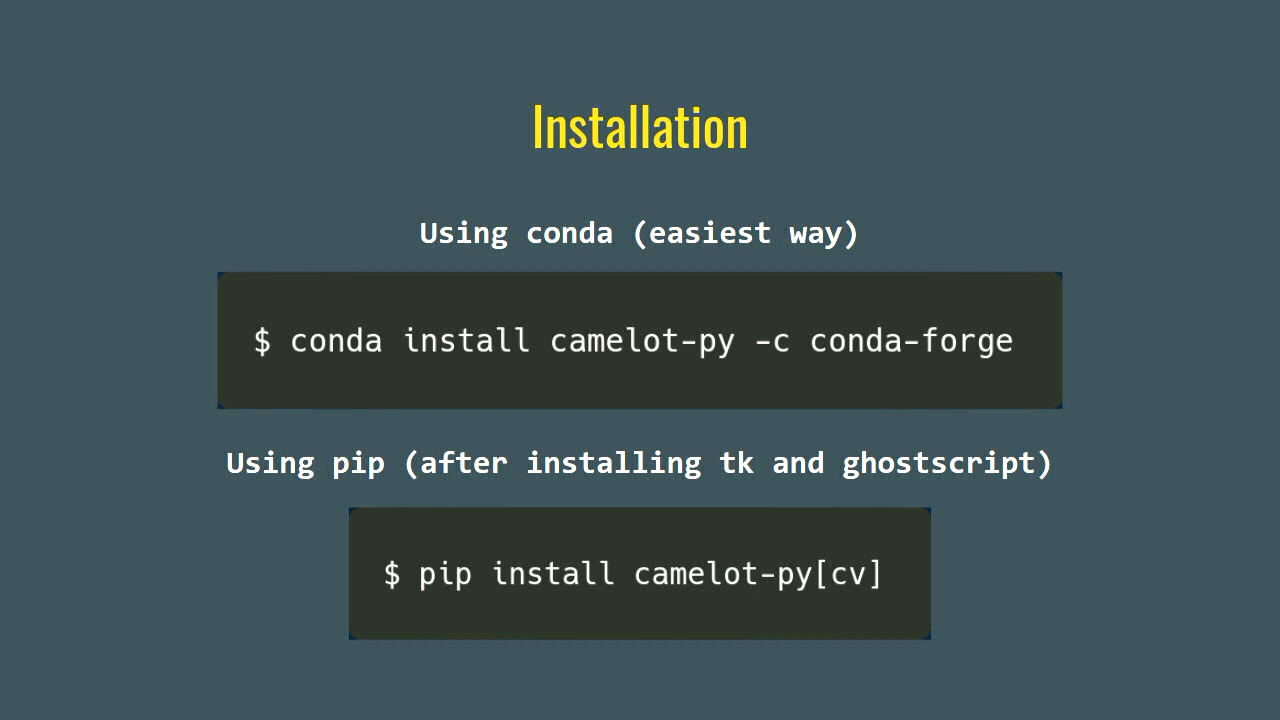 Installation
Using conda (easiest way)
$ conda install camelot-py -c conda-forge
Using pip (after installing tk and ghostscript)
$ pip install camelot-py[cv]